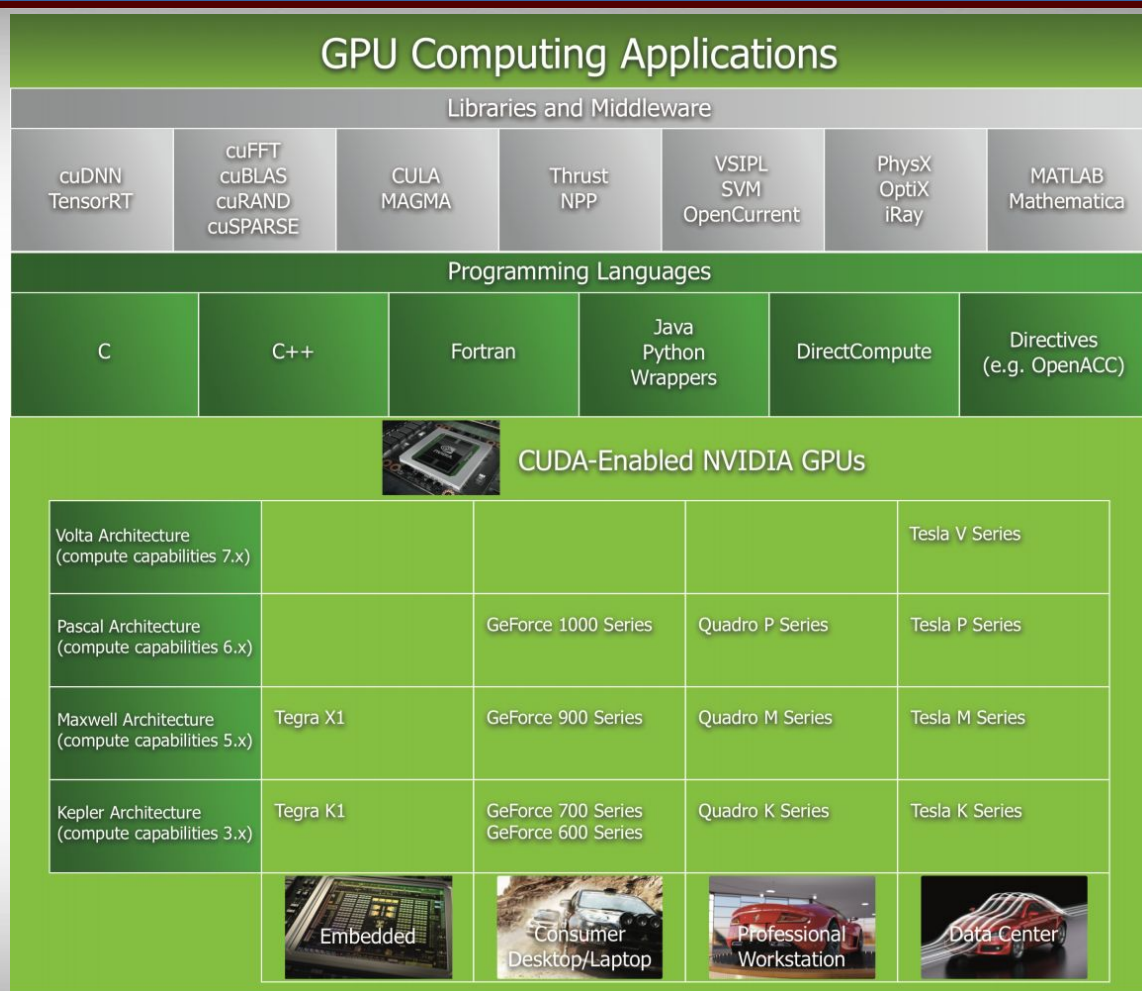 GPU Computing Applications
Libraries and Middleware
cuDNN
TensorRT
cuFFT
cuBLAS
cuRAND
cuSPARSE
CULA
MAGMA
Thrust
NPP
VSIPL
SVM
OpenCurrent
PhysX
OptiX
iRay
MATLAB
Mathematica
Programming Languages
C
C++
Fortran
Java
Python
Wrappers
DirectCompute
Directives
(e.g. OpenACC)
CUDA-Enabled NVIDIA GPUs
Volta Architecture
(compute capabilities 7.x)
Tesla V Series
Pascal Architecture
(compute capabilities 6.x)
GeForce 1000 Series
Quadro P Series
Tesla P Series
Maxwell Architecture
(compute capabilities 5.x)
Tegra X1
GeForce 900 Series
Quadro M Series
Tesla M Series
Kepler Architecture
(compute capabilities 3.x)
Tegra K1
GeForce 700 Series
GeForce 600 Series
Quadro K Series
Tesla K Series
Embedded
Consumer
Desktop/Laptop
Professional
Workstation
Data Center